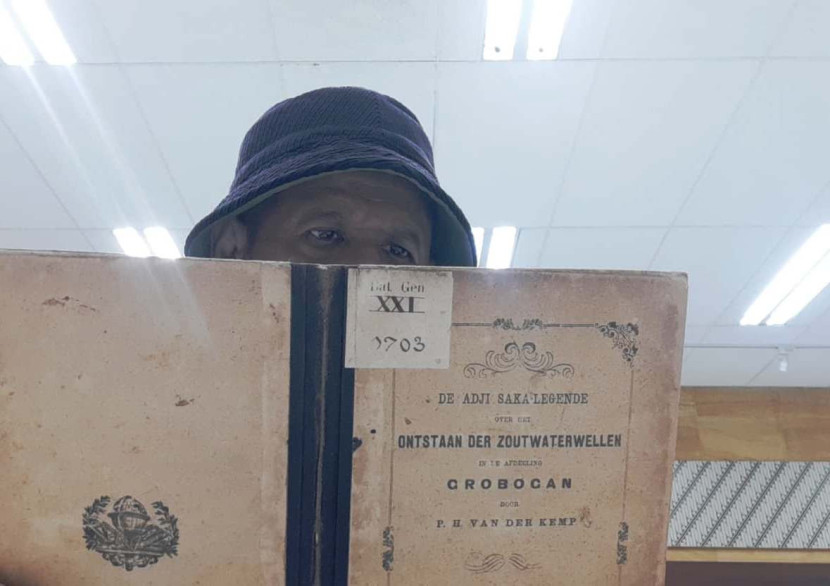 Bat Gen
XXI
703
DE ADJI SAKA-LEGENDE
OVER HET
ONTSTAAN DER ZOUTWATERWELLEN
IN DE AFDEELING
GROBOGAN
DOOR
P. H. VAN DER KEMP